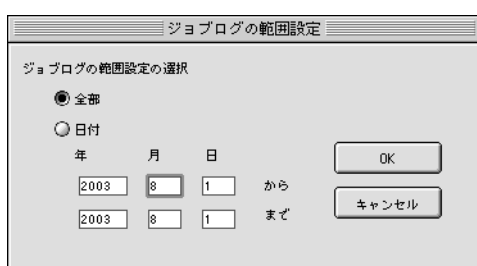 ジョブログの範囲設定
ジョブログの範囲設定の選択
全部
日付
年 月 日
2003 8 1 から
2003 8 1 まで
OK
キャンセル